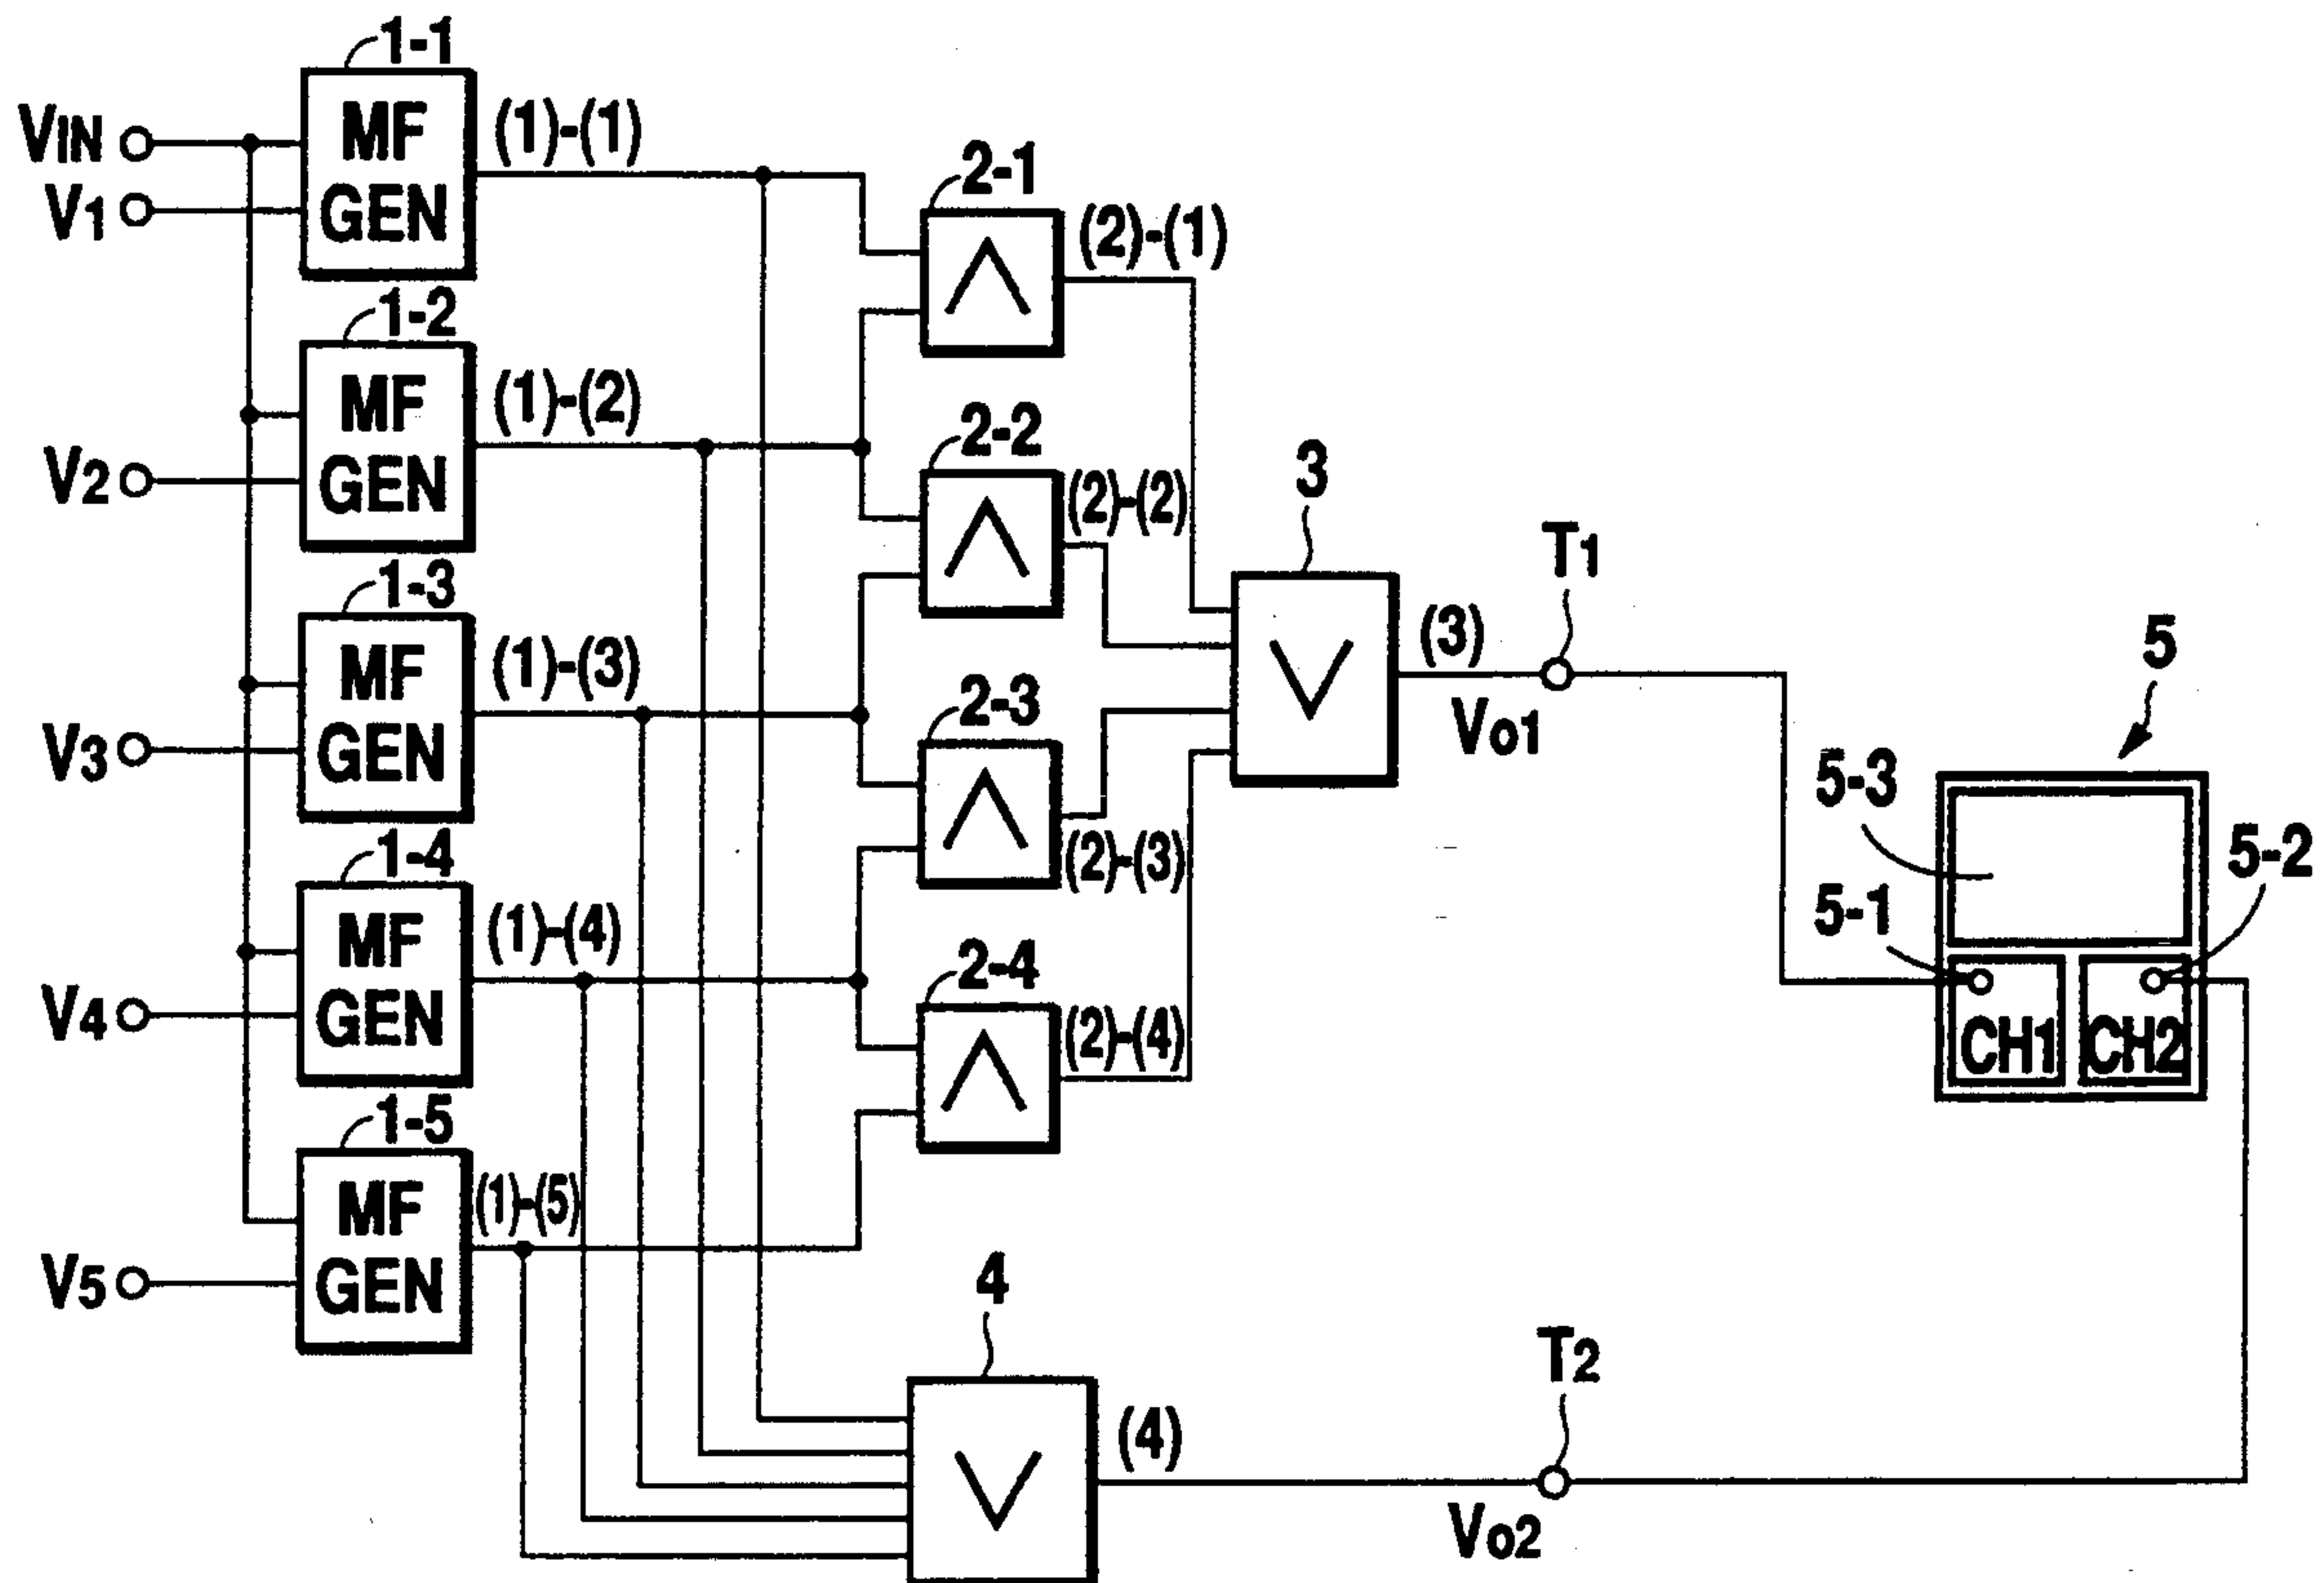 1-1
VIN
V1
MF
GEN
(1)-(1)
2-1
∧
(2)-(1)
1-2
V2
MF
GEN
(1)-(2)
2-2
∧
(2)-(2)
3
∨
(3)
T1
Vo1
1-3
V3
MF
GEN
(1)-(3)
2-3
∧
(2)-(3)
5
5-3
5-1
5-2
CH1
CH2
1-4
V4
MF
GEN
(1)-(4)
2-4
∧
(2)-(4)
1-5
V5
MF
GEN
(1)-(5)
4
∨
(4)
T2
Vo2